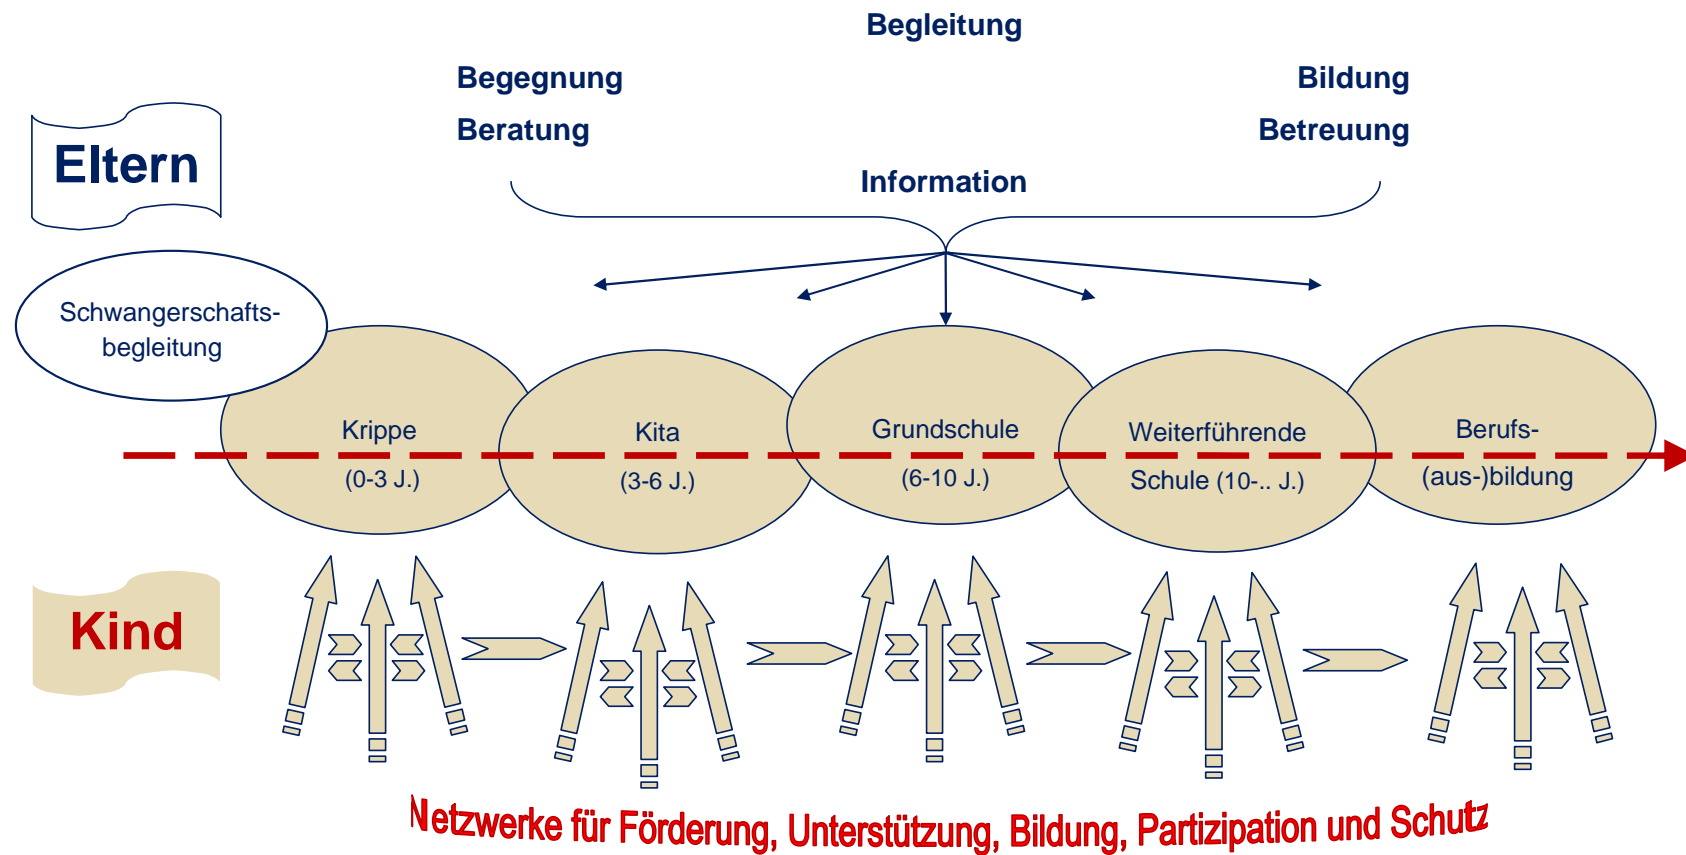 Begleitung
Begegnung
Bildung
Beratung
Betreuung
Eltern
Information
Schwangerschafts-
begleitung
Krippe
(0-3 J.)
Kita
(3-6 J.)
Grundschule
(6-10 J.)
Weiterführende
Schule (10-.. J.)
Berufs-
(aus-)bildung
Kind
Netzwerke für Förderung, Unterstützung, Bildung, Partizipation und Schutz